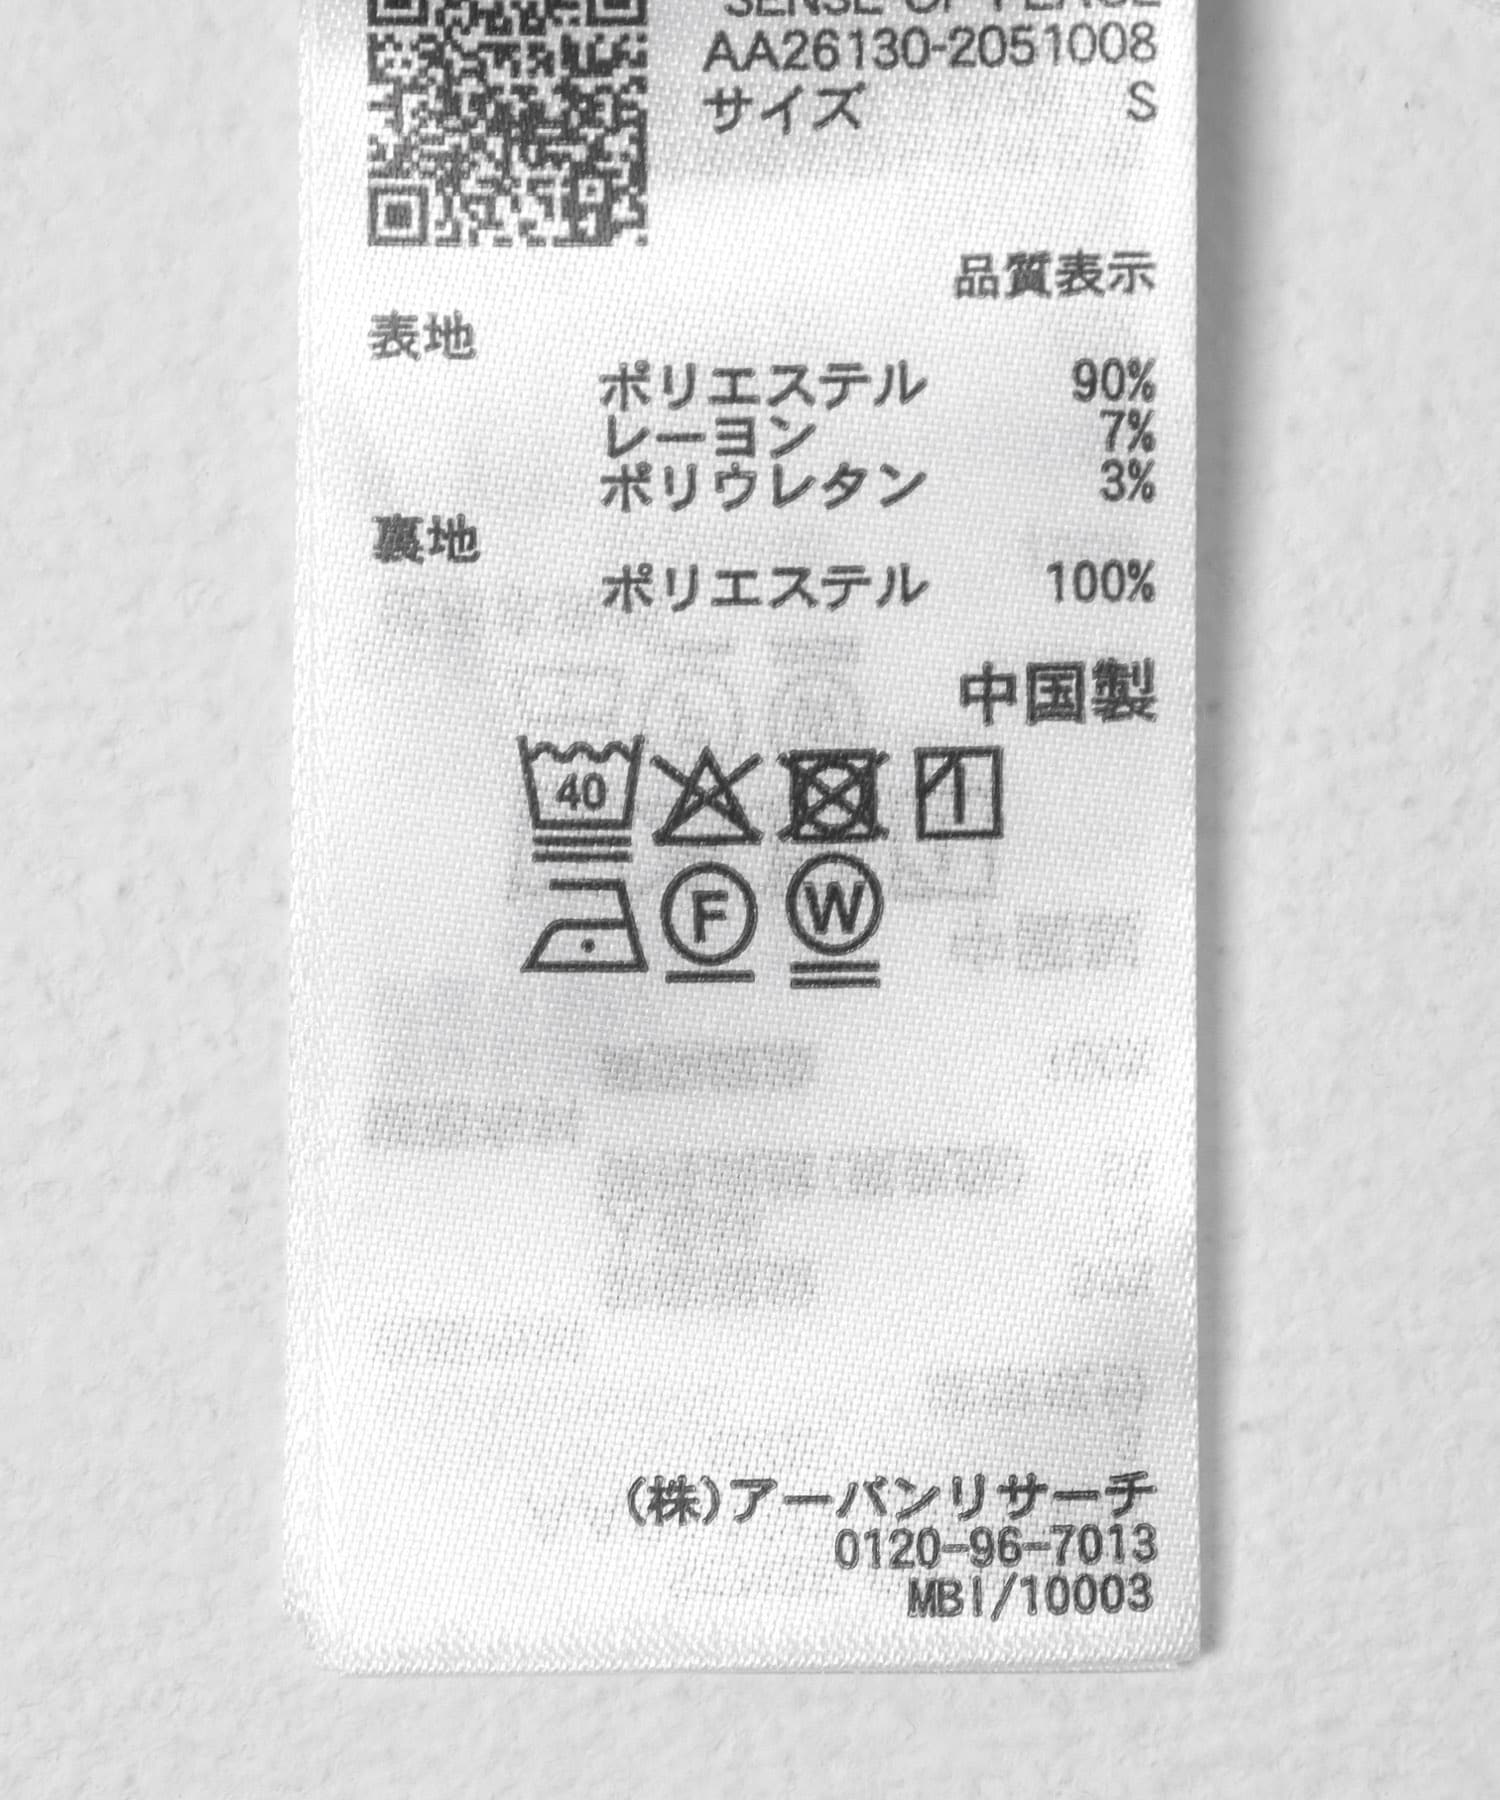 SENSE OF PLACE
AA26130-2051008
サイズ S
品質表示
表地
ポリエステル 90%
レーヨン 7%
ポリウレタン 3%
裏地
ポリエステル 100%
中国製
40
F W
(株)アーバンリサーチ
0120-96-7013
MBI/10003